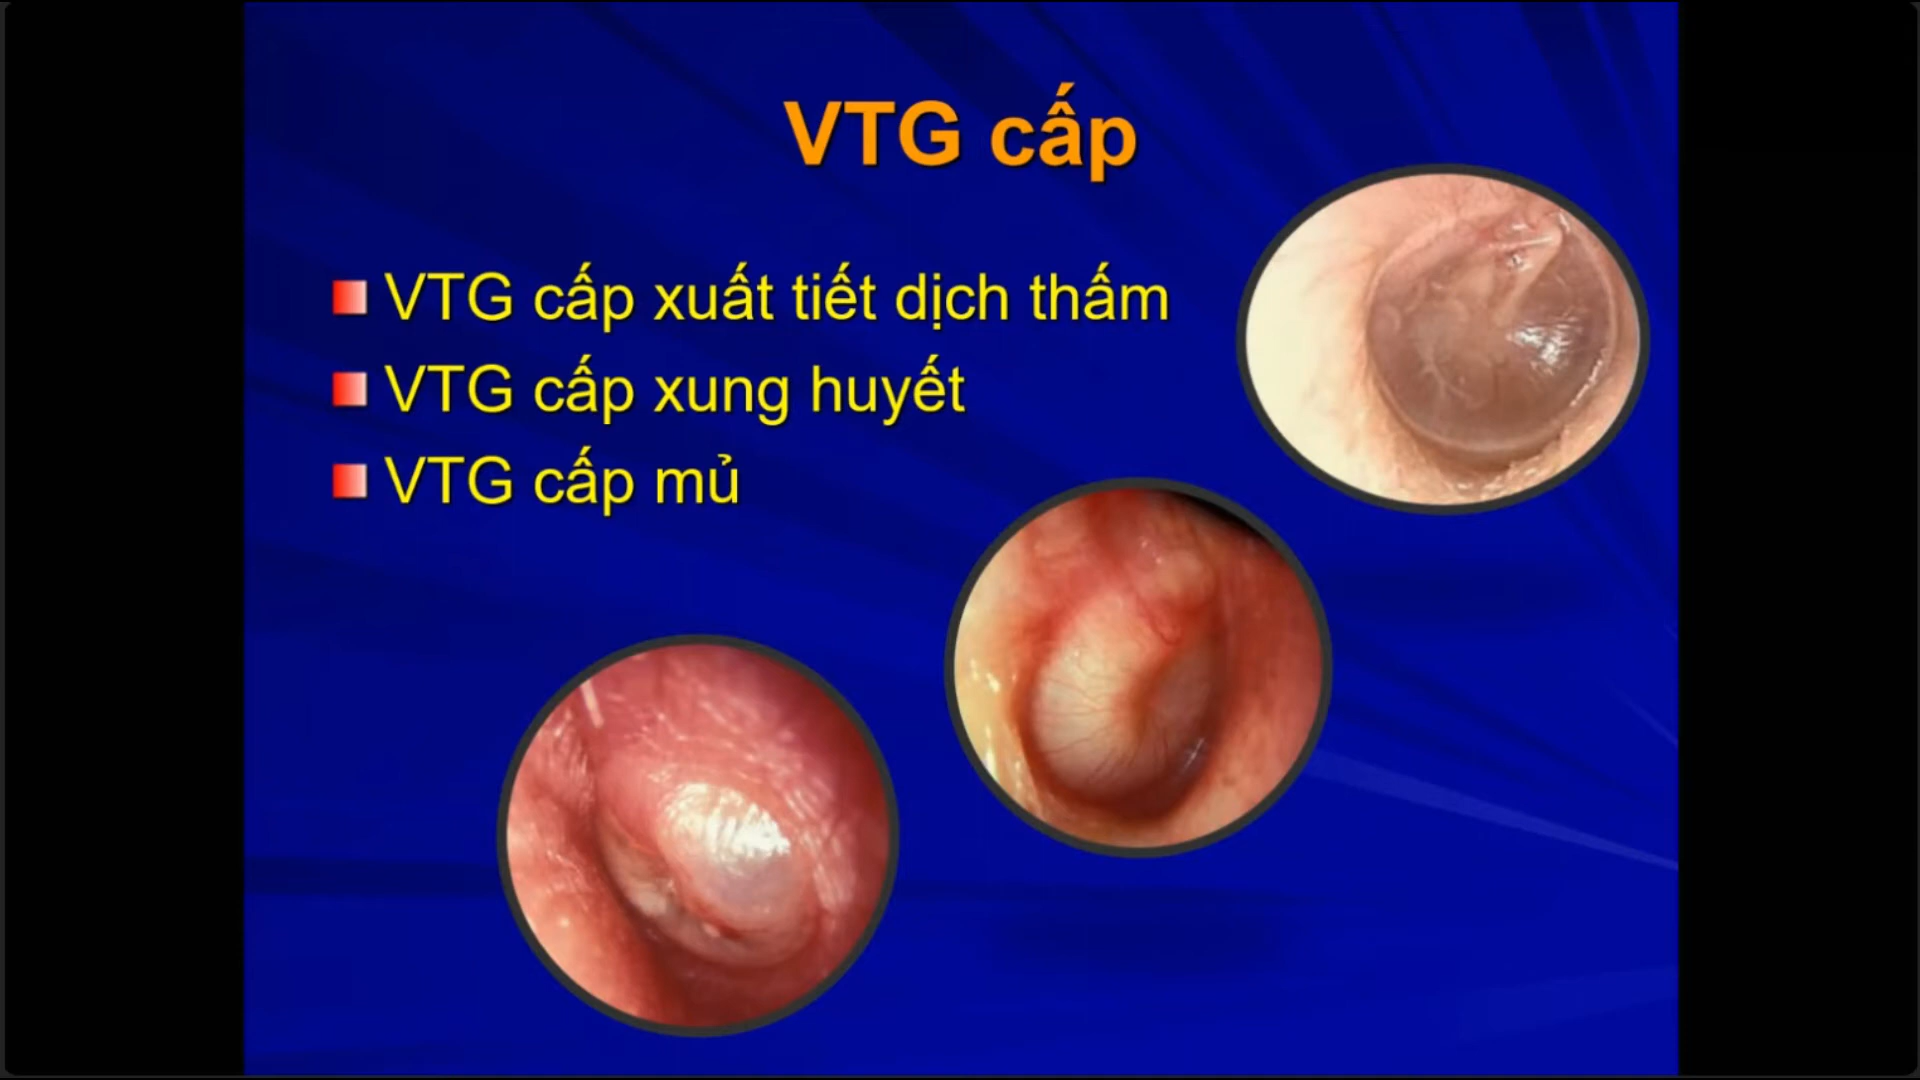 VTG cấp
VTG cấp xuất tiết dịch thấm
VTG cấp xung huyết
VTG cấp mủ